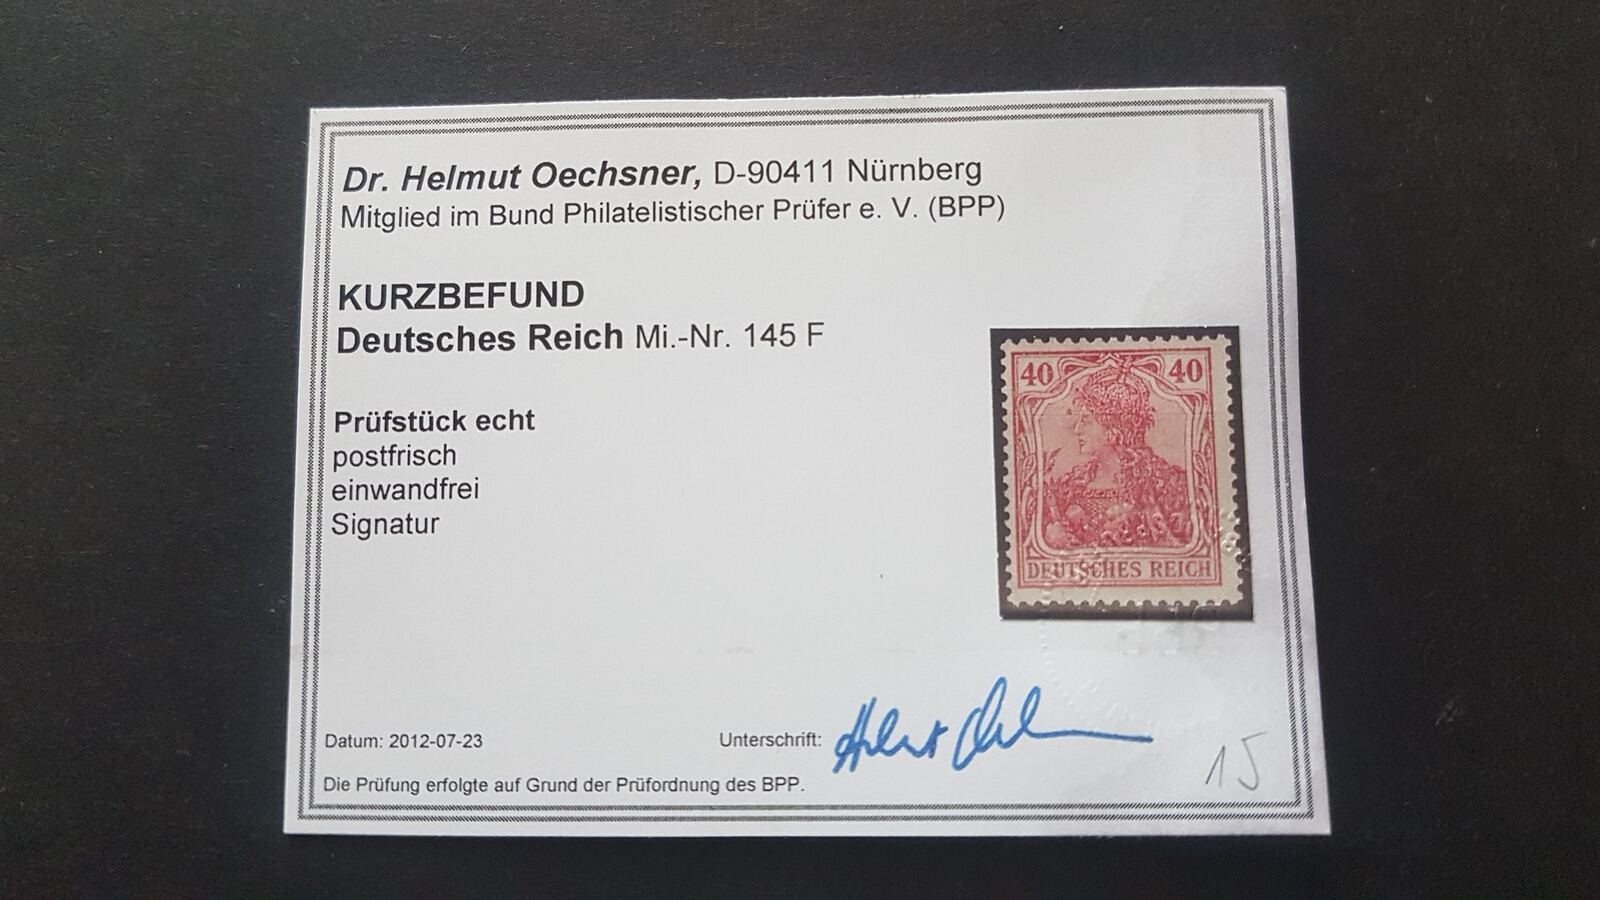 Dr. Helmut Oechsner, D-90411 Nürnberg
Mitglied im Bund Philatelistischer Prüfer e. V. (BPP)
KURZBEFUND
Deutsches Reich Mi.-Nr. 145 F
Prüfstück echt
postfrisch
einwandfrei
Signatur
40 40
DEUTSCHES REICH
Datum: 2012-07-23
Unterschrift:
15
Die Prüfung erfolgte auf Grund der Prüfordnung des BPP.